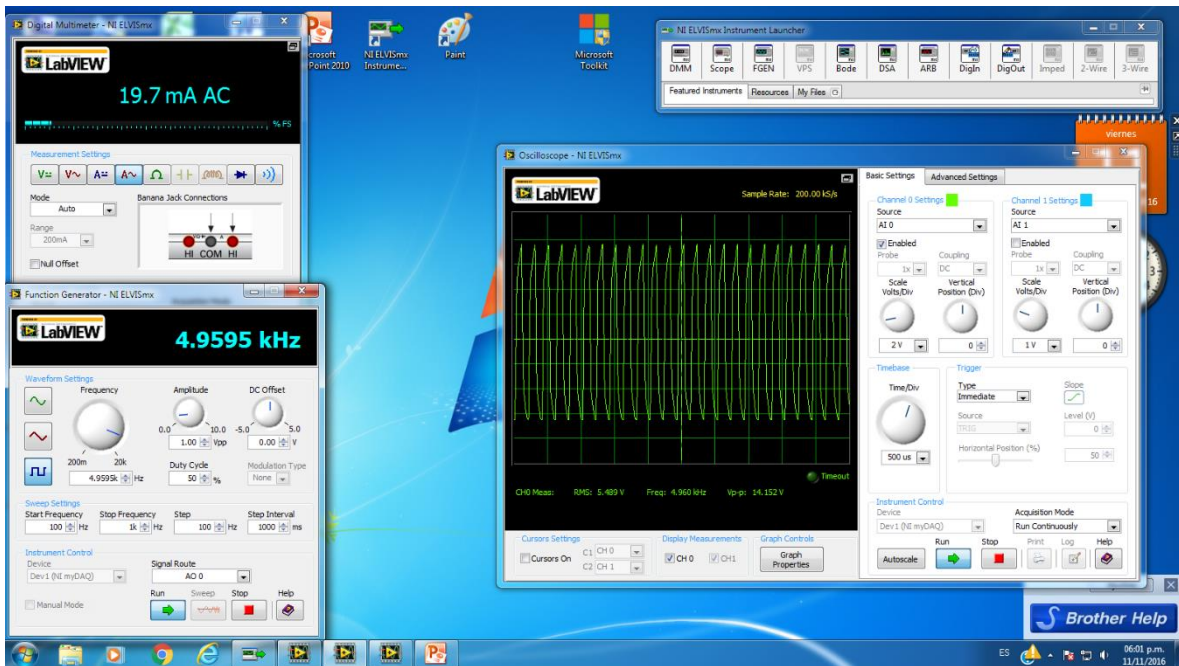 Digital Multimeter - NI ELVISmx
LabVIEW
19.7 mA AC
% FS
Measurement Settings
Mode
Auto
Banana Jack Connections
Range
200mA
HI COM HI
Null Offset
Function Generator - NI ELVISmx
LabVIEW
4.9595 kHz
Waveform Settings
Frequency
Amplitude
DC Offset
0.0 10.0
-5.0 5.0
1.00 Vpp
0.00 V
200m 20k
4.9595k Hz
Duty Cycle
50 %
Modulation Type
None
Sweep Settings
Start Frequency
Stop Frequency
Step
Step Interval
100 Hz
1k Hz
100 Hz
1000 ms
Instrument Control
Device
Signal Route
Dev1 (NI myDAQ)
AO 0
Run Sweep Stop Help
Manual Mode
crosoft
Point 2010
NI ELVISmx
Instrume...
Paint
Microsoft
Toolkit
NI ELVISmx Instrument Launcher
DMM Scope FGEN VPS Bode DSA ARB DigIn DigOut Imped 2-Wire 3-Wire
Featured Instruments Resources My Files
viernes
16
3
Oscilloscope - NI ELVISmx
LabVIEW
Sample Rate: 200.00 kS/s
Timeout
CH0 Meas: RMS: 5.489 V Freq: 4.960 kHz Vp-p: 14.152 V
Cursors Settings
Cursors On
C1 CH 0
C2 CH 1
Display Measurements
CH 0 CH1
Graph Controls
Graph
Properties
Basic Settings Advanced Settings
Channel 0 Settings
Source
AI 0
Enabled
Probe Coupling
1x DC
Scale
Volts/Div
Vertical
Position (Div)
2 V 0
Channel 1 Settings
Source
AI 1
Enabled
Probe Coupling
1x DC
Scale
Volts/Div
Vertical
Position (Div)
1 V 0
Timebase
Time/Div
500 us
Trigger
Type
Immediate
Slope
Source
TRIG
Level (V)
0
Horizontal Position (%)
50
Instrument Control
Device
Acquisition Mode
Dev1 (NI myDAQ)
Run Continuously
Run Stop Print Log Help
Autoscale
Brother Help
ES
06:01 p.m.
11/11/2016